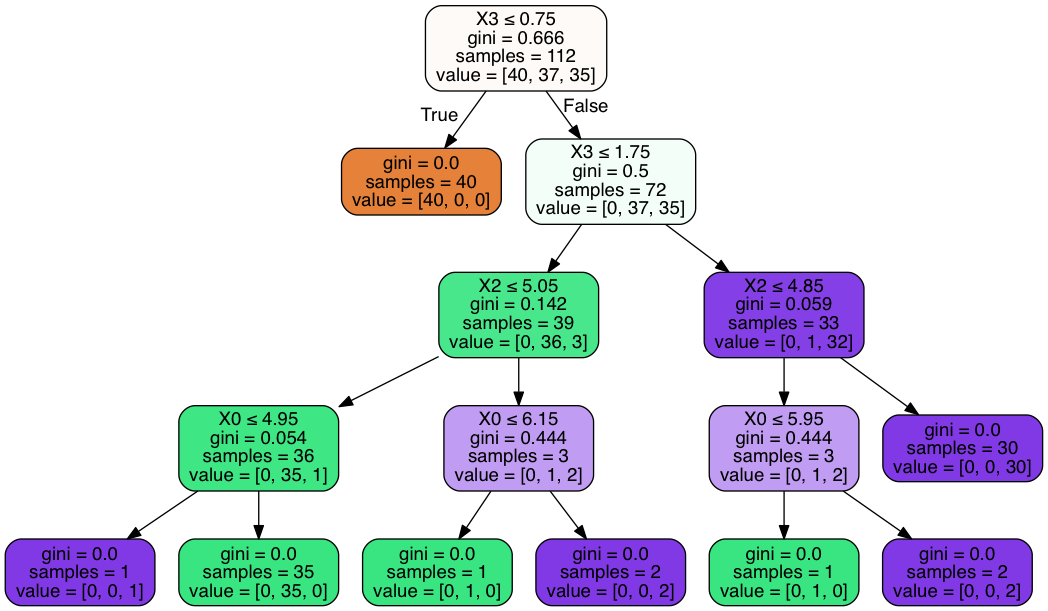 X3 ≤ 0.75
gini = 0.666
samples = 112
value = [40, 37, 35]
True
False
gini = 0.0
samples = 40
value = [40, 0, 0]
X3 ≤ 1.75
gini = 0.5
samples = 72
value = [0, 37, 35]
X2 ≤ 5.05
gini = 0.142
samples = 39
value = [0, 36, 3]
X2 ≤ 4.85
gini = 0.059
samples = 33
value = [0, 1, 32]
X0 ≤ 4.95
gini = 0.054
samples = 36
value = [0, 35, 1]
X0 ≤ 6.15
gini = 0.444
samples = 3
value = [0, 1, 2]
X0 ≤ 5.95
gini = 0.444
samples = 3
value = [0, 1, 2]
gini = 0.0
samples = 30
value = [0, 0, 30]
gini = 0.0
samples = 1
value = [0, 0, 1]
gini = 0.0
samples = 35
value = [0, 35, 0]
gini = 0.0
samples = 1
value = [0, 1, 0]
gini = 0.0
samples = 2
value = [0, 0, 2]
gini = 0.0
samples = 1
value = [0, 1, 0]
gini = 0.0
samples = 2
value = [0, 0, 2]